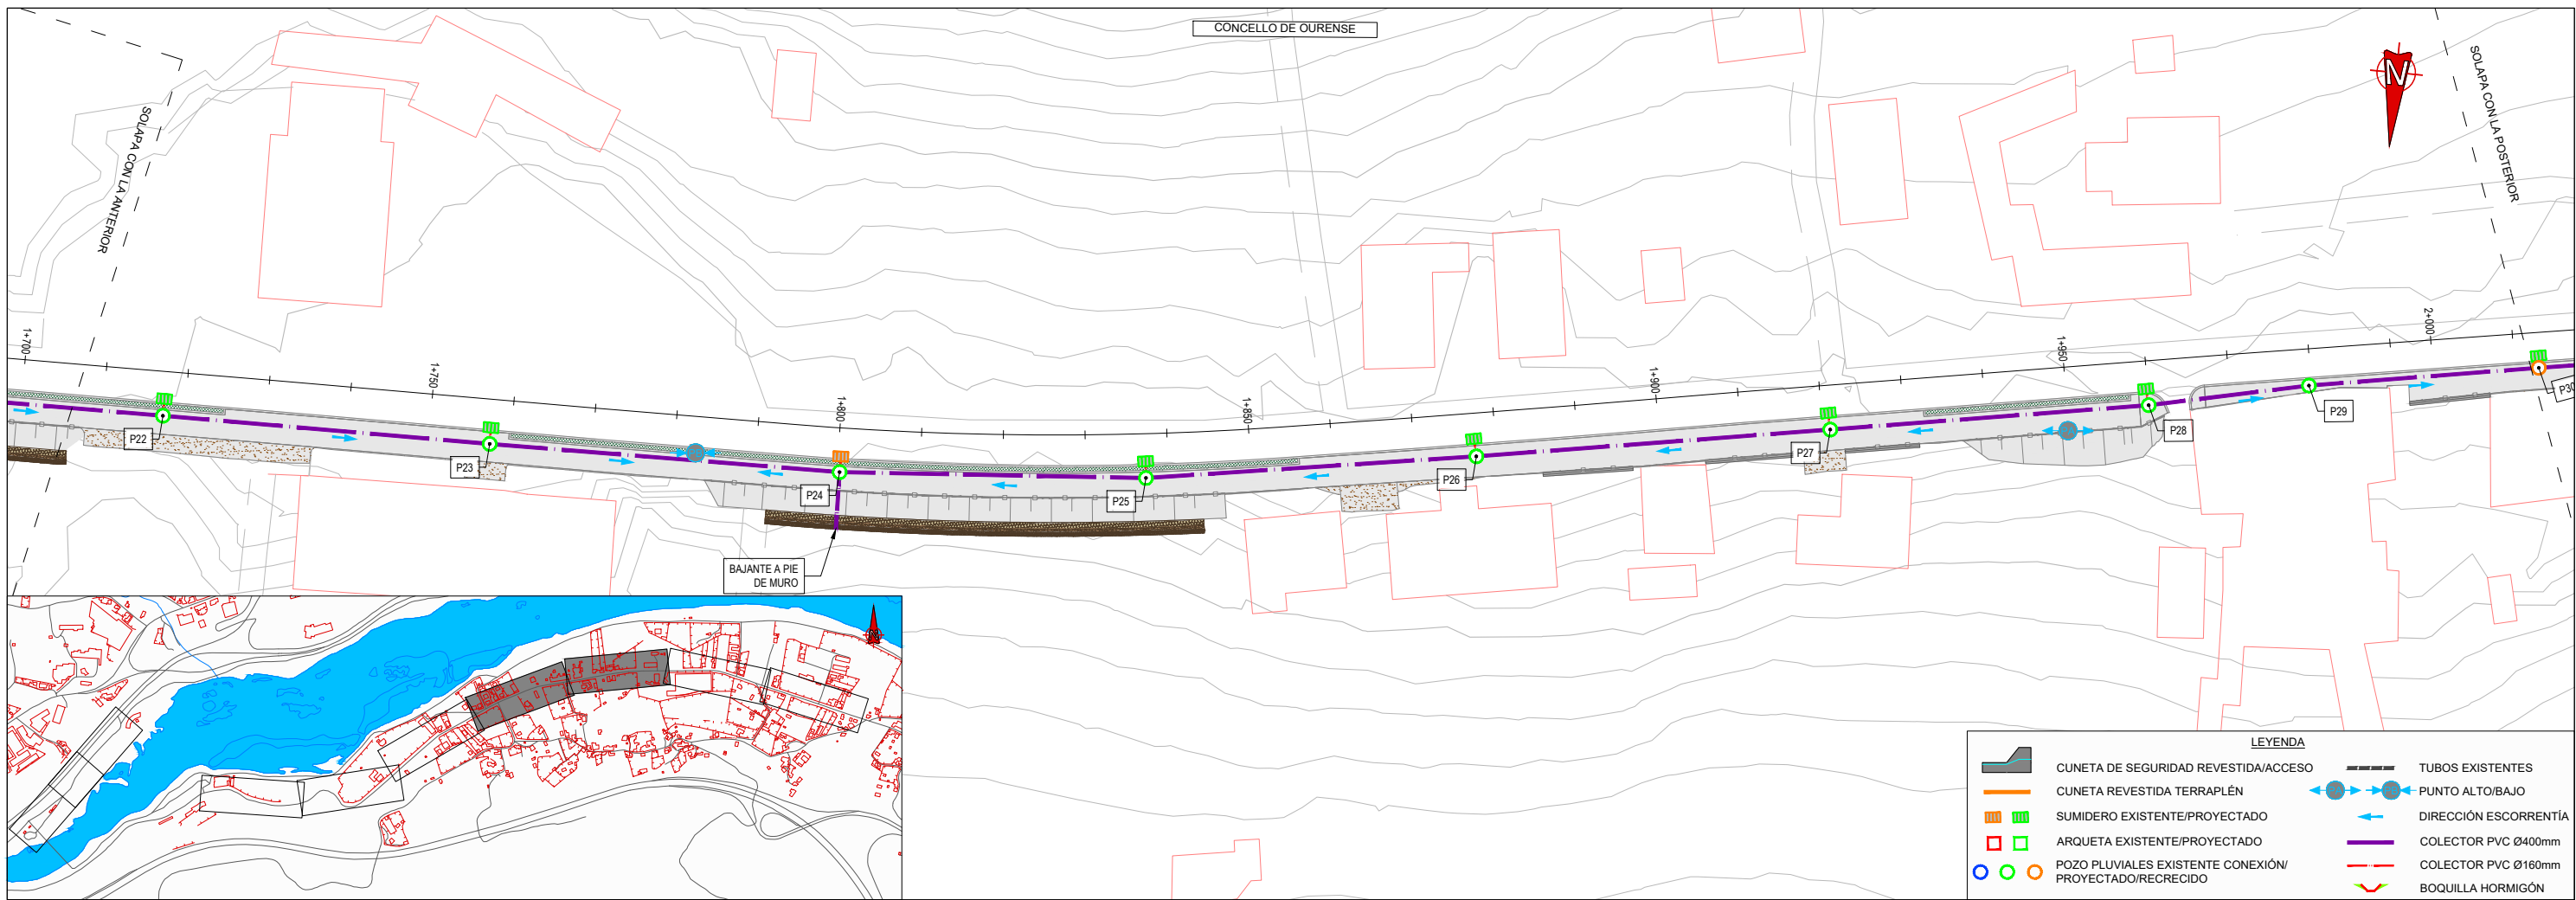 CONCELLO DE OURENSE
N
SOLAPA CON LA ANTERIOR
SOLAPA CON LA POSTERIOR
1+700
1+750
1+800
1+850
1+900
1+950
2+000
P22
P23
P24
P25
P26
P27
P28
P29
P30
BAJANTE A PIE
DE MURO
LEYENDA
CUNETA DE SEGURIDAD REVESTIDA/ACCESO
CUNETA REVESTIDA TERRAPLÉN
SUMIDERO EXISTENTE/PROYECTADO
ARQUETA EXISTENTE/PROYECTADO
POZO PLUVIALES EXISTENTE CONEXIÓN/
PROYECTADO/RECRECIDO
TUBOS EXISTENTES
PUNTO ALTO/BAJO
DIRECCIÓN ESCORRENTÍA
COLECTOR PVC Ø400mm
COLECTOR PVC Ø160mm
BOQUILLA HORMIGÓN